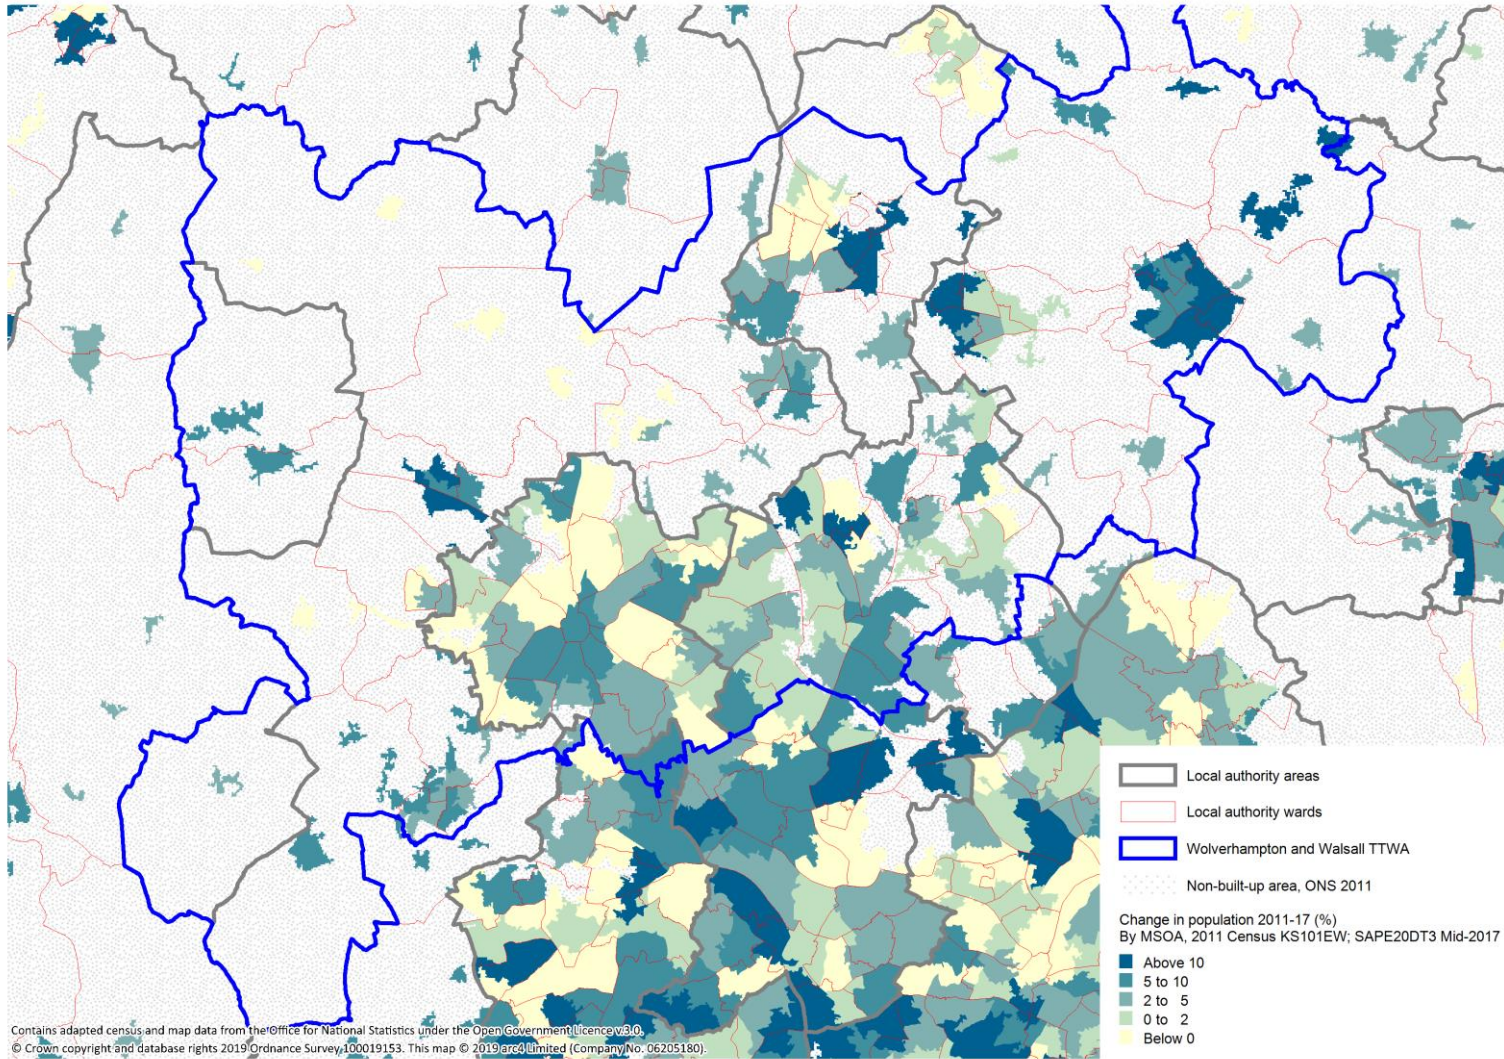 Local authority areas
Local authority wards
Wolverhampton and Walsall TTWA
Non-built-up area, ONS 2011
Change in population 2011-17 (%)
By MSOA, 2011 Census KS101EW; SAPE20DT3 Mid-2017
Above 10
5 to 10
2 to 5
0 to 2
Below 0
Contains adapted census and map data from the Office for National Statistics under the Open Government Licence v.3.0.
© Crown copyright and database rights 2019 Ordnance Survey 100019153. This map © 2019 arc4 Limited (Company No. 06205180).